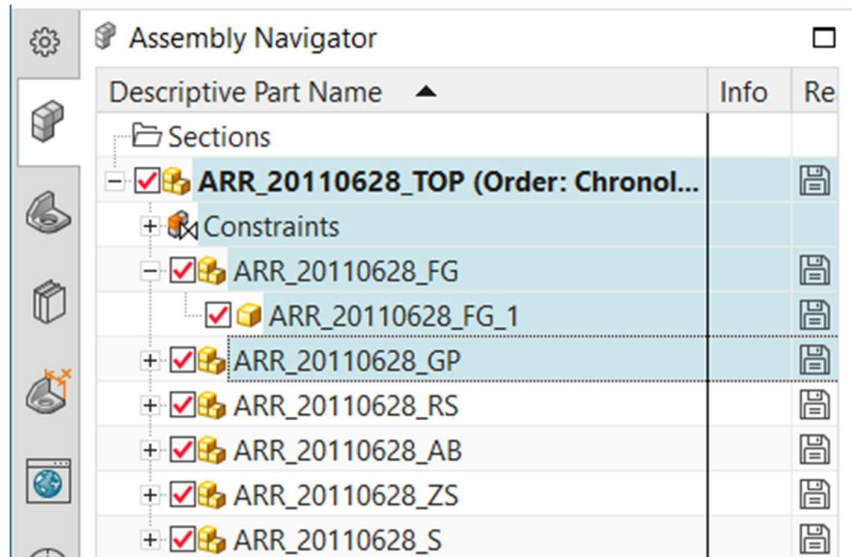 Assembly Navigator
Descriptive Part Name Info Re
Sections
ARR_20110628_TOP (Order: Chronol...
Constraints
ARR_20110628_FG
ARR_20110628_FG_1
ARR_20110628_GP
ARR_20110628_RS
ARR_20110628_AB
ARR_20110628_ZS
ARR_20110628_S